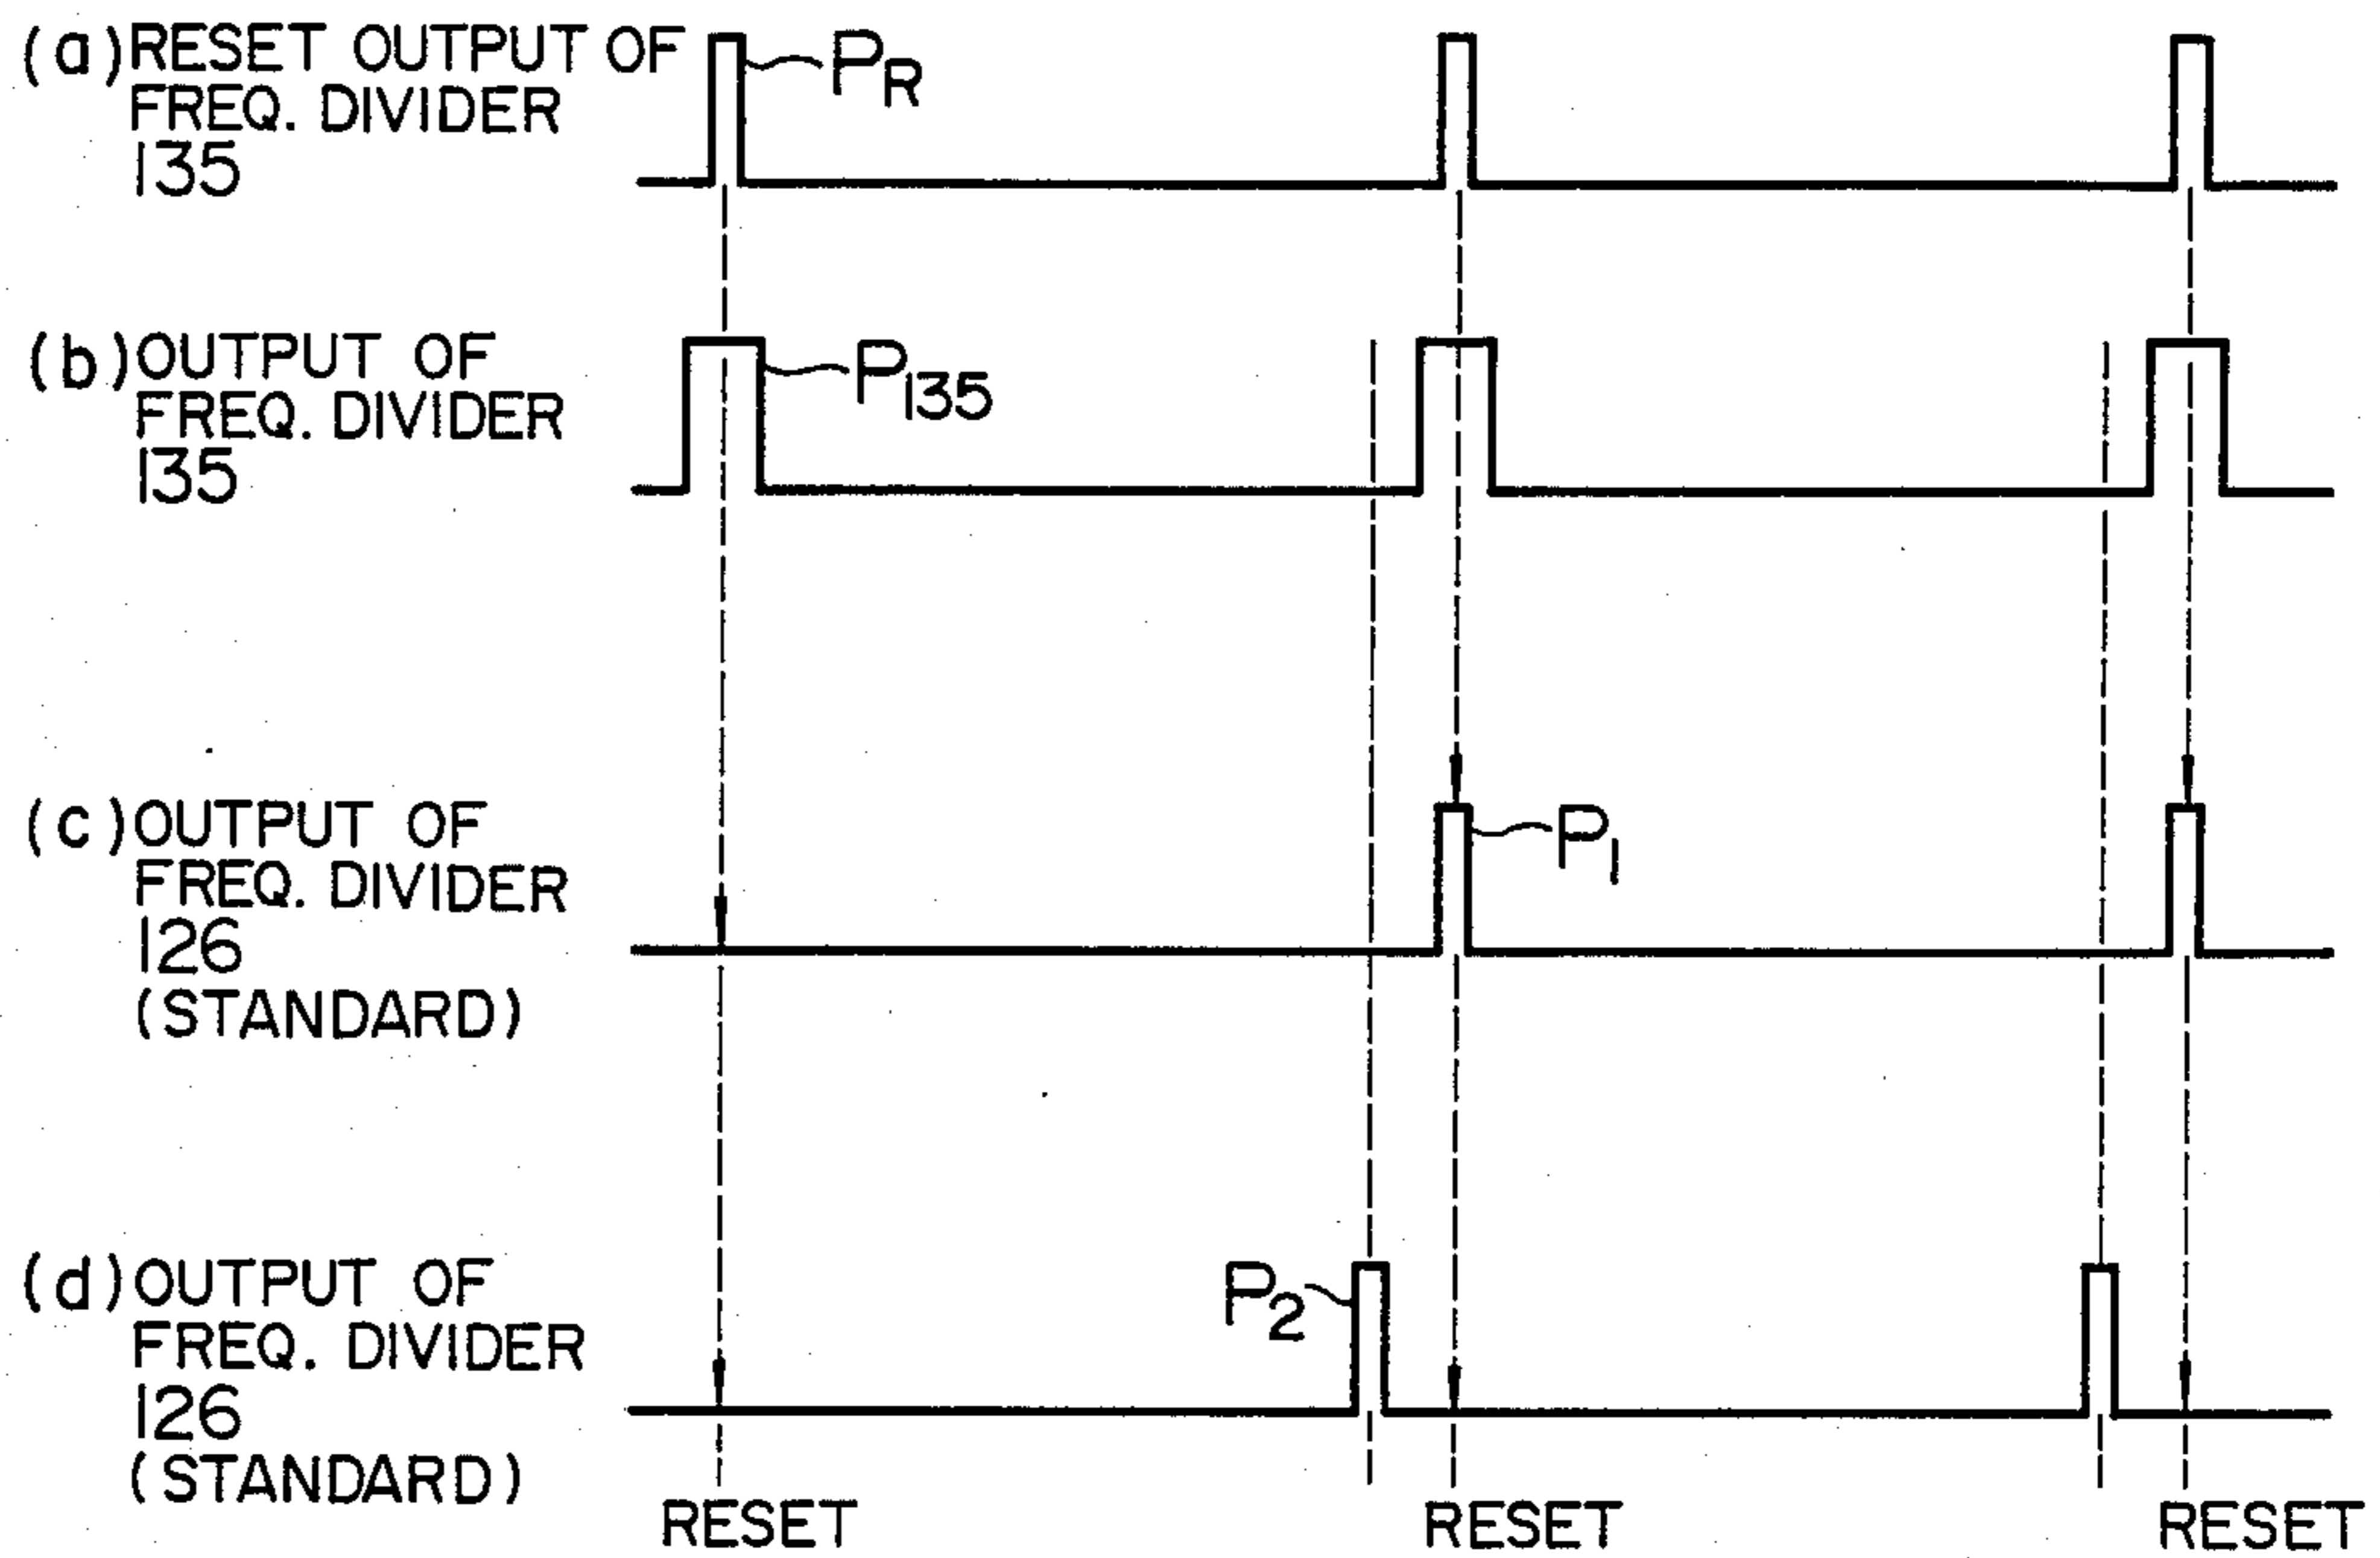 (a) RESET OUTPUT OF
FREQ. DIVIDER
135
PR
(b) OUTPUT OF
FREQ. DIVIDER
135
P135
(c) OUTPUT OF
FREQ. DIVIDER
126
(STANDARD)
P1
(d) OUTPUT OF
FREQ. DIVIDER
126
(STANDARD)
P2
RESET RESET RESET